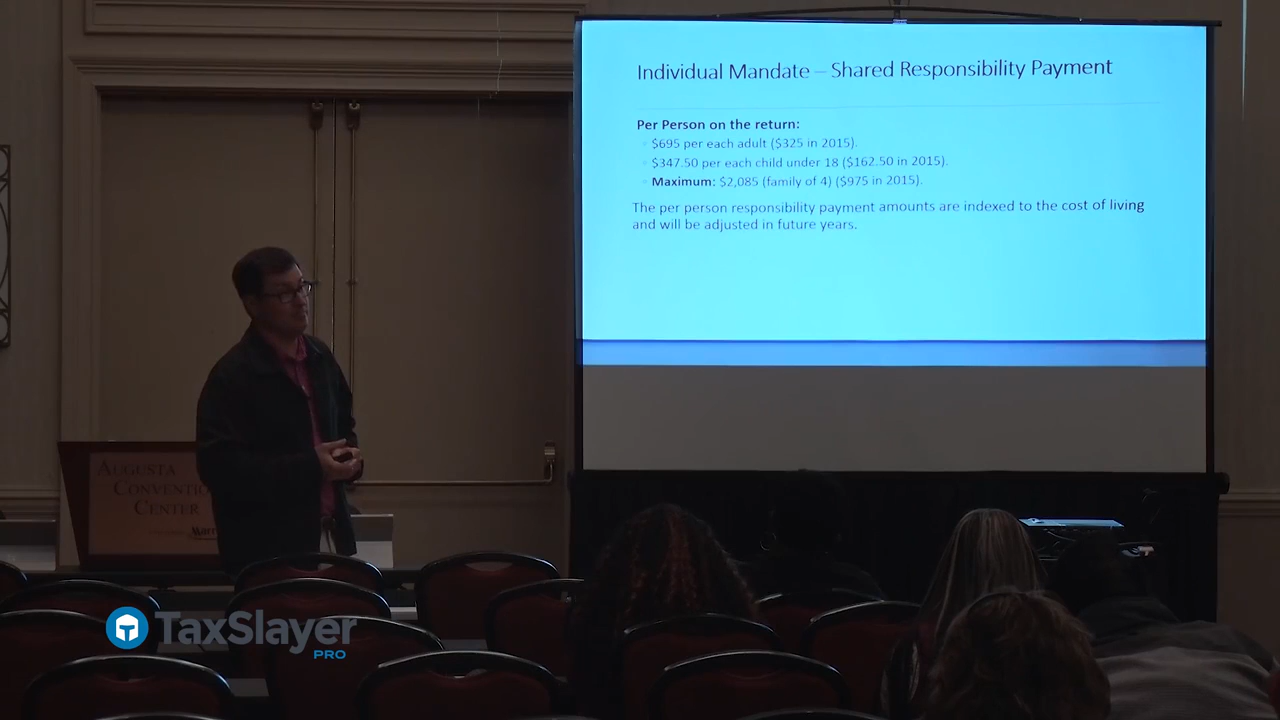 Individual Mandate – Shared Responsibility Payment
Per Person on the return:
$695 per each adult ($325 in 2015).
$347.50 per each child under 18 ($162.50 in 2015).
Maximum: $2,085 (family of 4) ($975 in 2015).
The per person responsibility payment amounts are indexed to the cost of living
and will be adjusted in future years.
AUGUSTA
CONVENTIO
CENTER
Marr
TaxSlayer
PRO